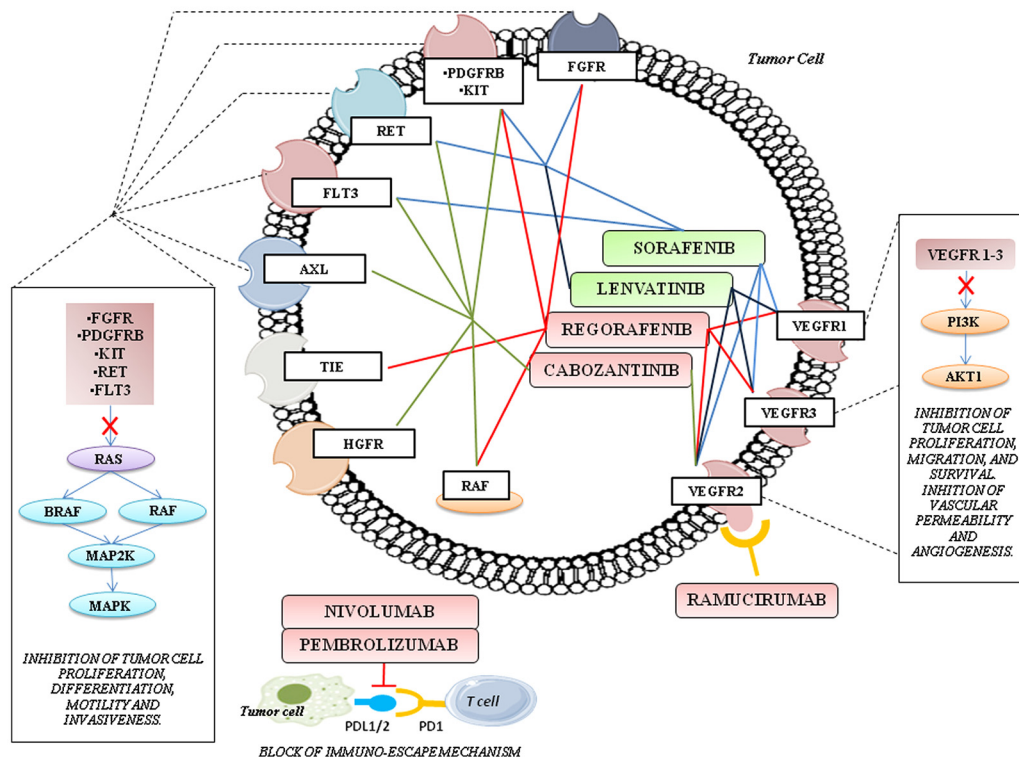 Tumor Cell
•PDGFRB
•KIT
FGFR
RET
FLT3
AXL
TIE
HGFR
RAF
SORAFENIB
LENVATINIB
REGORAFENIB
CABOZANTINIB
VEGFR1
VEGFR3
VEGFR2
RAMUCIRUMAB
•FGFR
•PDGFRB
•KIT
•RET
•FLT3
RAS
BRAF
RAF
MAP2K
MAPK
INHIBITION OF TUMOR CELL
PROLIFERATION,
DIFFERENTIATION,
MOTILITY AND
INVASIVENESS.
VEGFR 1-3
PI3K
AKT1
INHIBITION OF
TUMOR CELL
PROLIFERATION,
MIGRATION, AND
SURVIVAL.
INHITION OF
VASCULAR
PERMEABILITY
AND
ANGIOGENESIS.
NIVOLUMAB
PEMBROLIZUMAB
Tumor cell
PDL1/2
PD1
T cell
BLOCK OF IMMUNO-ESCAPE MECHANISM